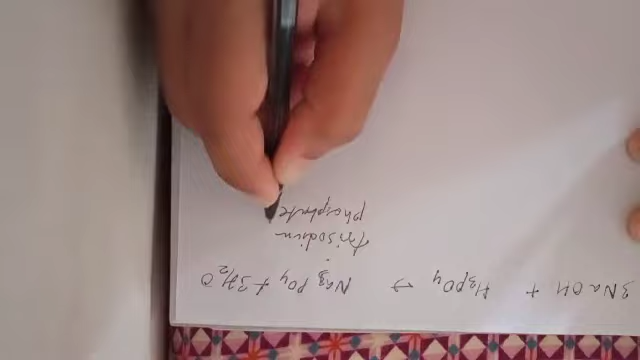 3NaOH + H3PO4 → Na3PO4 + 3H2O
trisodium
phosphate